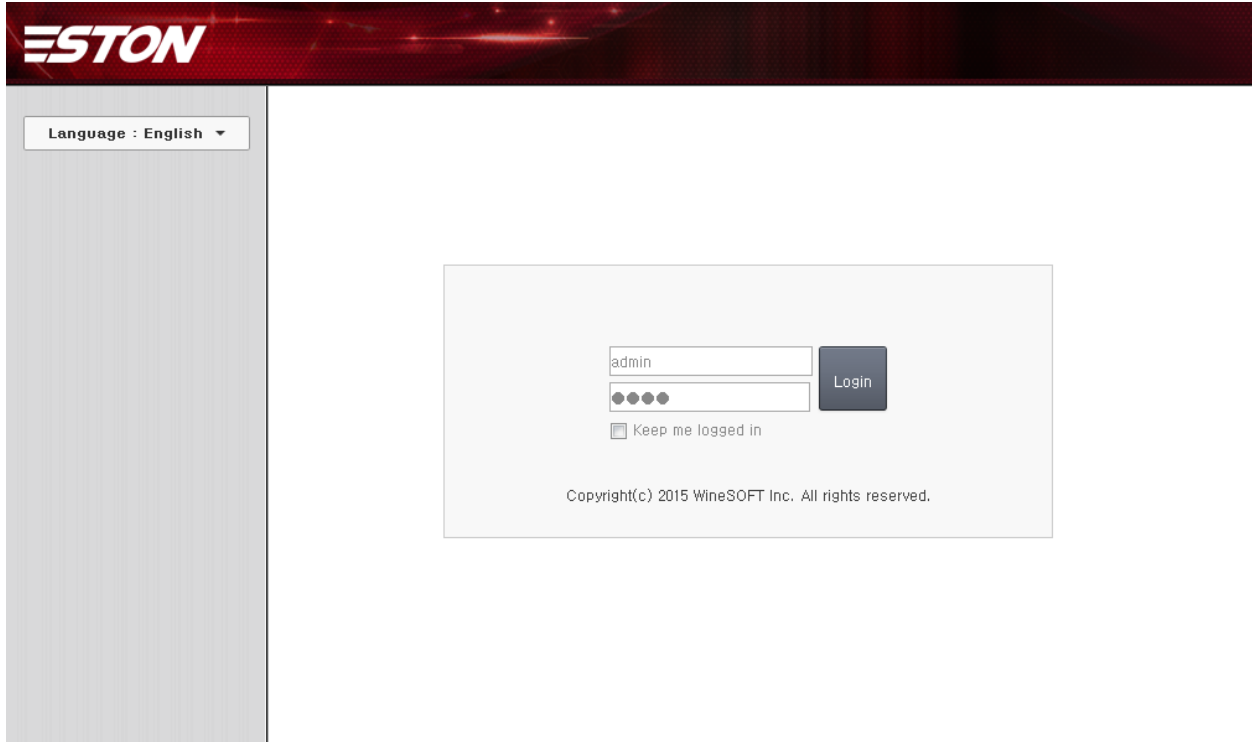 ESTON
Language : English
admin
Login
Keep me logged in
Copyright(c) 2015 WineSOFT Inc. All rights reserved.